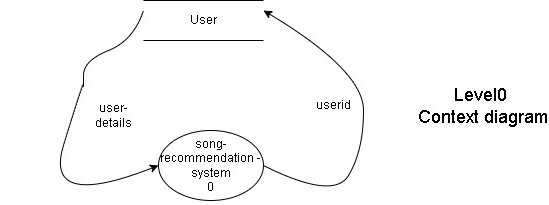 User
user-
details
userid
song-
recommendation -
system
0
Level0
Context diagram